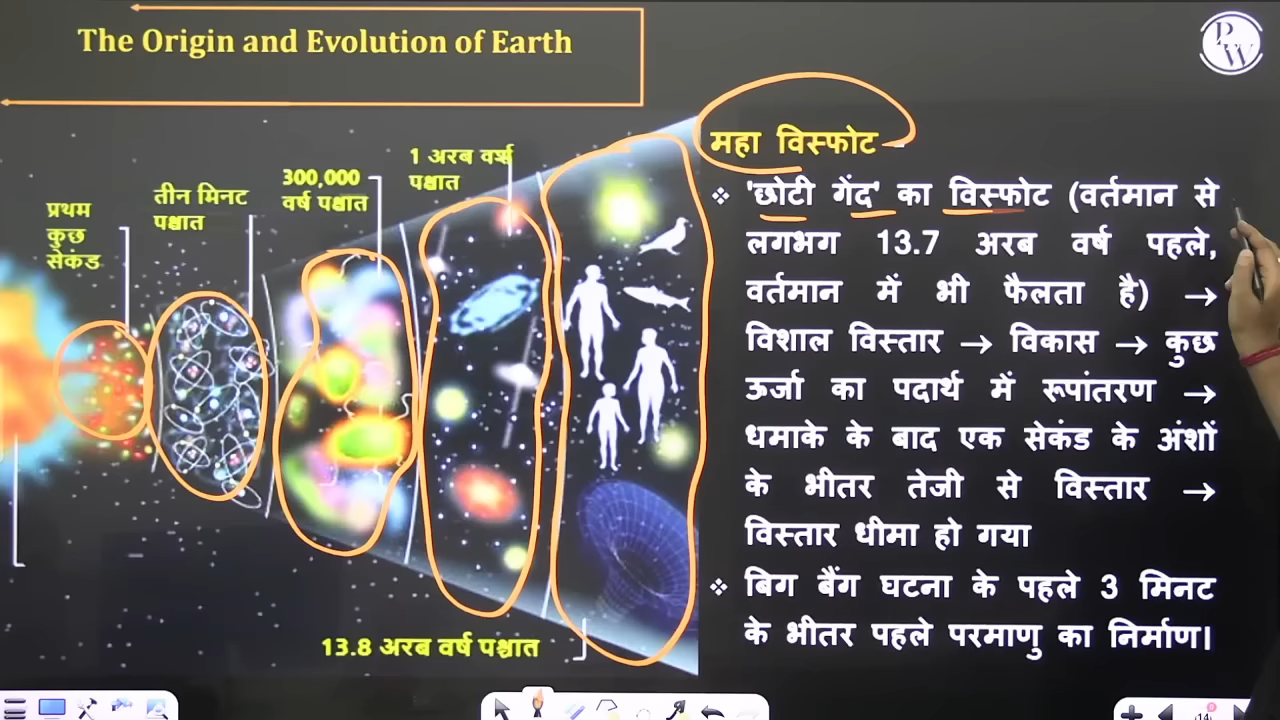 The Origin and Evolution of Earth
PW
प्रथम
कुछ
सेकंड
तीन मिनट
पश्चात
300,000
वर्ष पश्चात
1 अरब वर्ष
पश्चात
13.8 अरब वर्ष पश्चात
महा विस्फोट
❖ 'छोटी गेंद' का विस्फोट (वर्तमान से
लगभग 13.7 अरब वर्ष पहले,
वर्तमान में भी फैलता है) →
विशाल विस्तार → विकास → कुछ
ऊर्जा का पदार्थ में रूपांतरण →
धमाके के बाद एक सेकंड के अंशों
के भीतर तेजी से विस्तार →
विस्तार धीमा हो गया
❖ बिग बैंग घटना के पहले 3 मिनट
के भीतर पहले परमाणु का निर्माण।
14